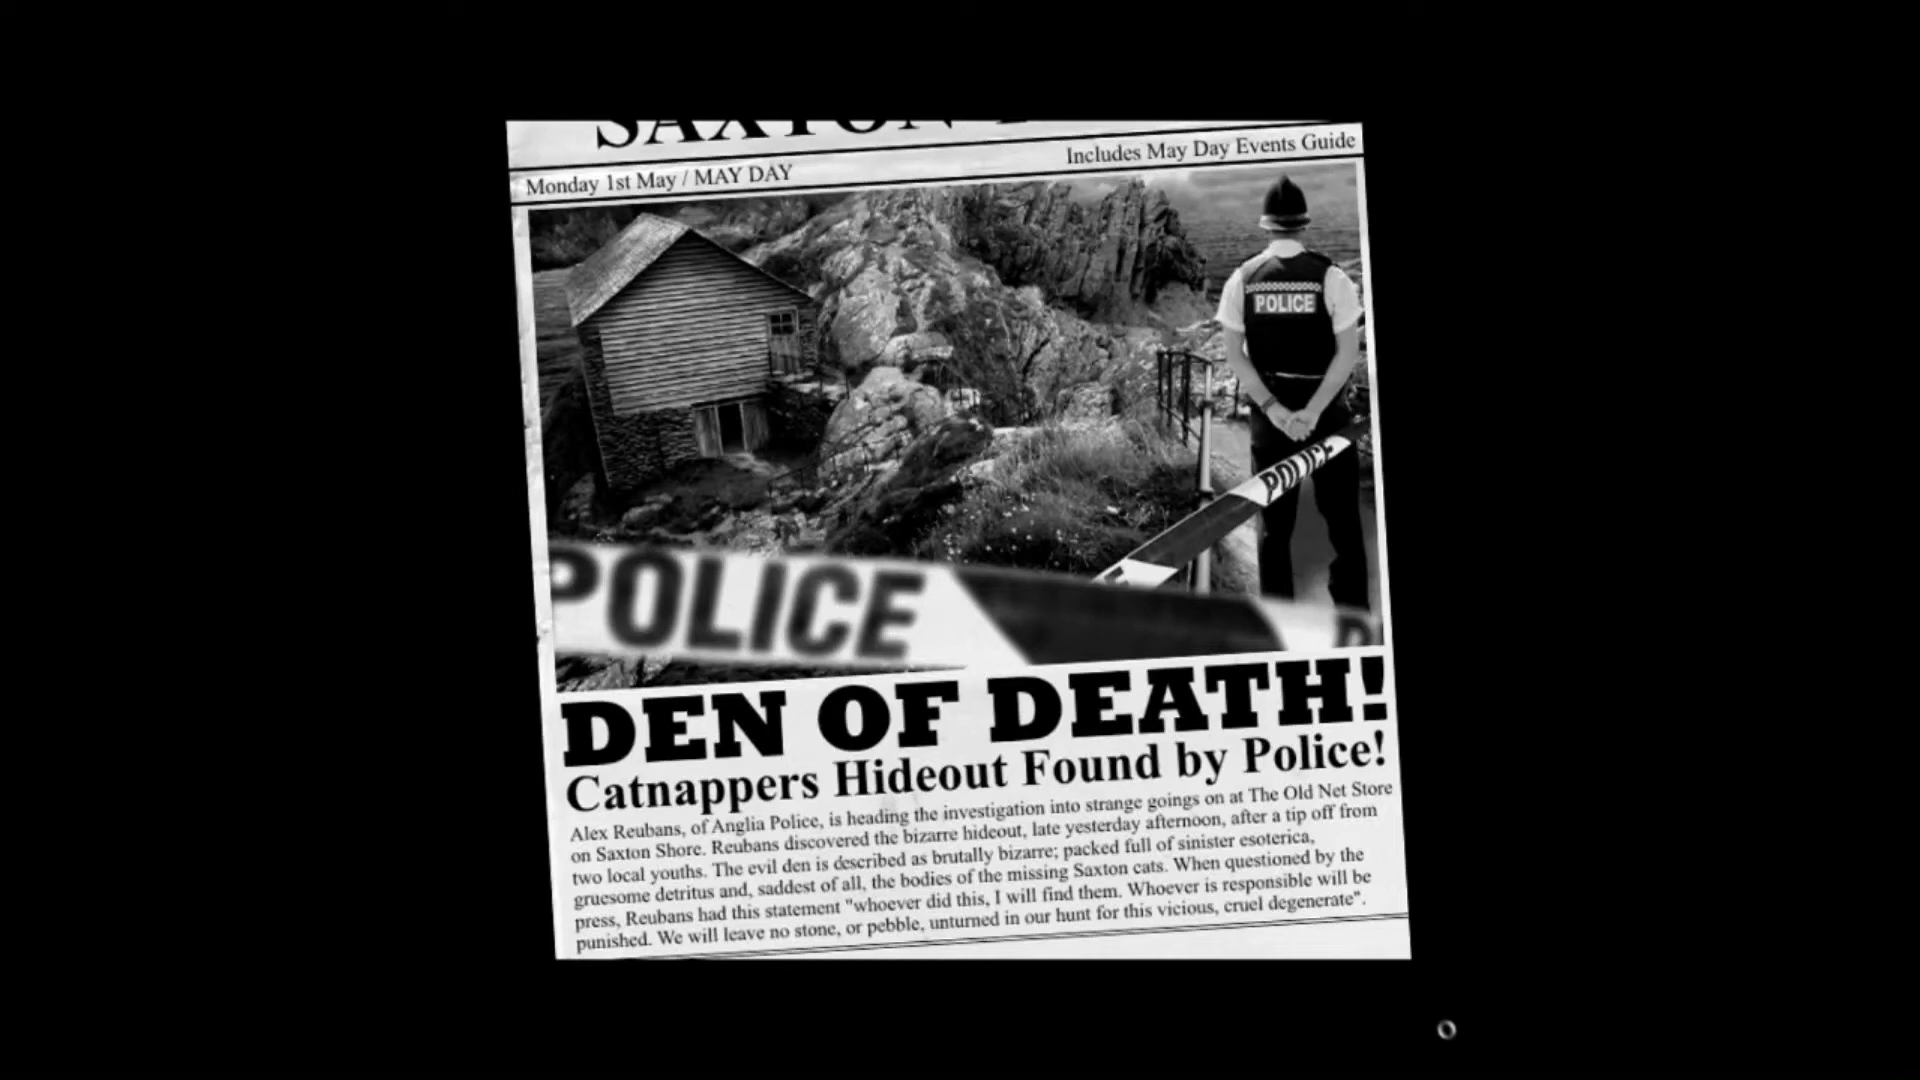 SAXTON
Includes May Day Events Guide
Monday 1st May / MAY DAY
POLICE
POLICE
POLICE
DEN OF DEATH!
Catnappers Hideout Found by Police!
Alex Reubans, of Anglia Police, is heading the investigation into strange goings on at The Old Net Store
on Saxton Shore. Reubans discovered the bizarre hideout, late yesterday afternoon, after a tip off from
two local youths. The evil den is described as brutally bizarre; packed full of sinister esoterica,
gruesome detritus and, saddest of all, the bodies of the missing Saxton cats. When questioned by the
press, Reubans had this statement "whoever did this, I will find them. Whoever is responsible will be
punished. We will leave no stone, or pebble, unturned in our hunt for this vicious, cruel degenerate".